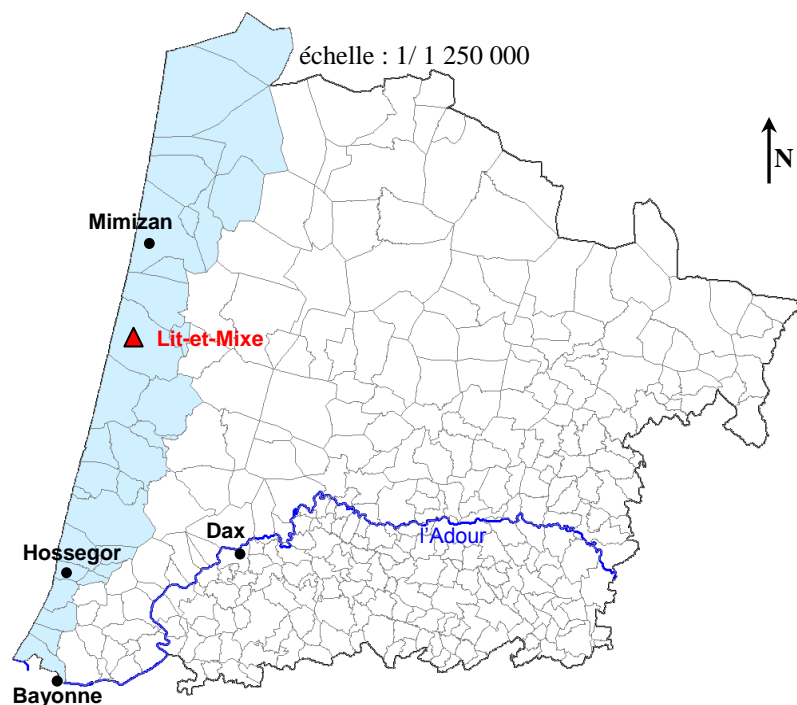 échelle : 1/ 1 250 000
N
Mimizan
Lit-et-Mixe
Dax
l'Adour
Hossegor
Bayonne